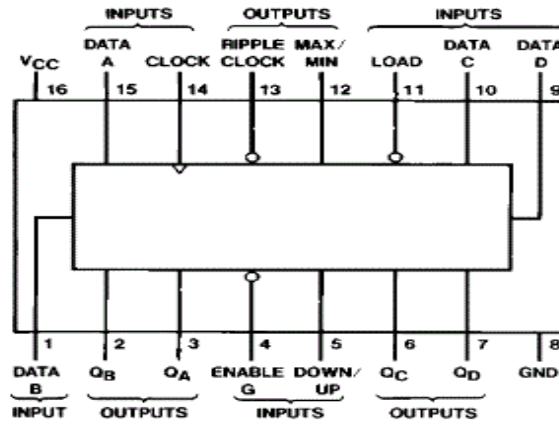 INPUTS OUTPUTS INPUTS
DATA RIPPLE MAX/ DATA DATA
VCC A CLOCK CLOCK MIN LOAD C D
16 15 14 13 12 11 10 9
1 2 3 4 5 6 7 8
DATA QB QA ENABLE DOWN/ QC QD GND
B G UP
INPUT OUTPUTS INPUTS OUTPUTS